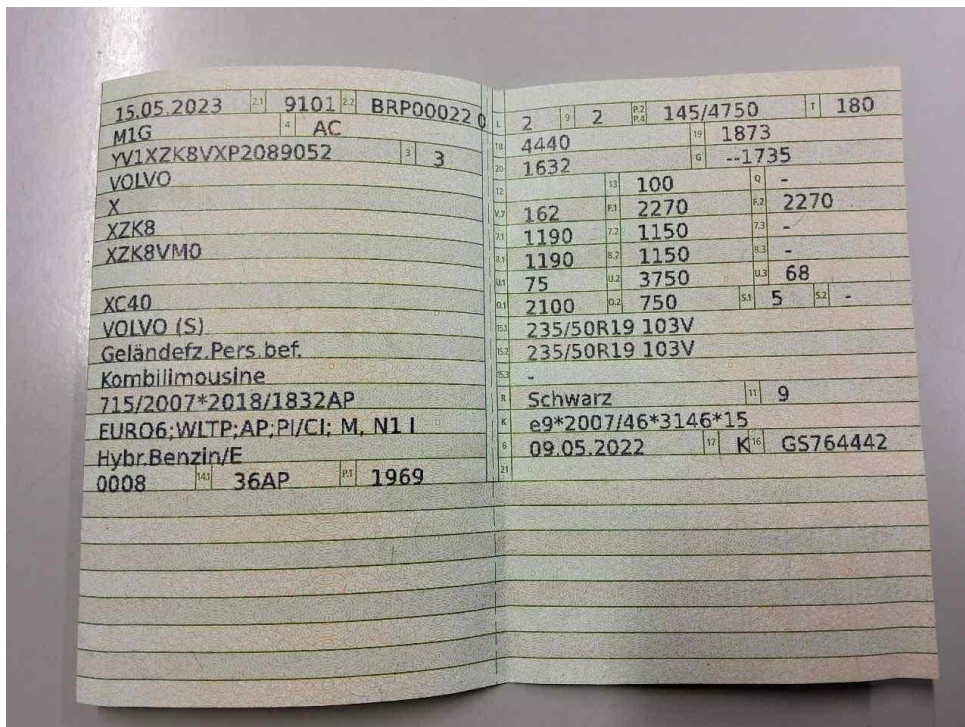 15.05.2023 2.1 9101 2.2 BRP00022 0
M1G 4 AC
YV1XZK8VXP2089052 3 3
VOLVO
X
XZK8
XZK8VM0
XC40
VOLVO (S)
Geländefz.Pers.bef.
Kombilimousine
715/2007*2018/1832AP
EURO6;WLTP;AP;PI/CI; M, N1 I
Hybr.Benzin/E
0008 14.1 36AP P.1 1969
L 2 9 2 P.2 P.4 145/4750 T 180
18 4440 19 1873
20 1632 G --1735
12 13 100 Q -
V.7 162 F.1 2270 F.2 2270
7.1 1190 7.2 1150 7.3 -
8.1 1190 8.2 1150 8.3 -
U.1 75 U.2 3750 U.3 68
O.1 2100 O.2 750 S.1 5 S.2 -
15.1 235/50R19 103V
15.2 235/50R19 103V
15.3 -
R Schwarz 11 9
K e9*2007/46*3146*15
6 09.05.2022 17 K 16 GS764442
21